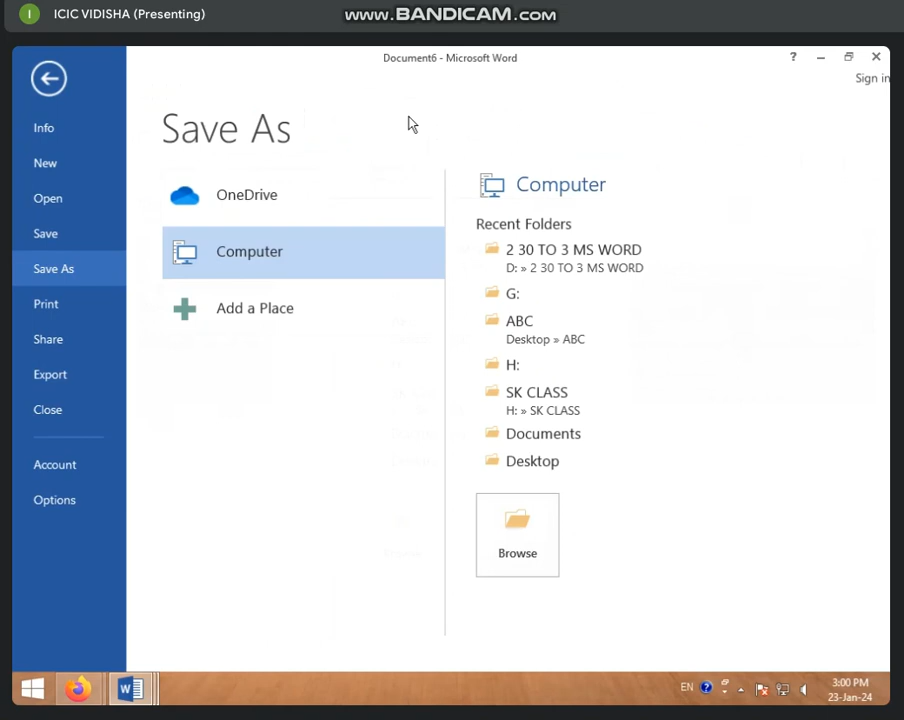 ICIC VIDISHA (Presenting)
www.BANDICAM.com
Document6 - Microsoft Word
?
Sign in
Info
New
Open
Save
Save As
Print
Share
Export
Close
Account
Options
Save As
OneDrive
Computer
Add a Place
Computer
Recent Folders
2 30 TO 3 MS WORD
D: » 2 30 TO 3 MS WORD
G:
ABC
Desktop » ABC
H:
SK CLASS
H: » SK CLASS
Documents
Desktop
Browse
EN
3:00 PM
23-Jan-24